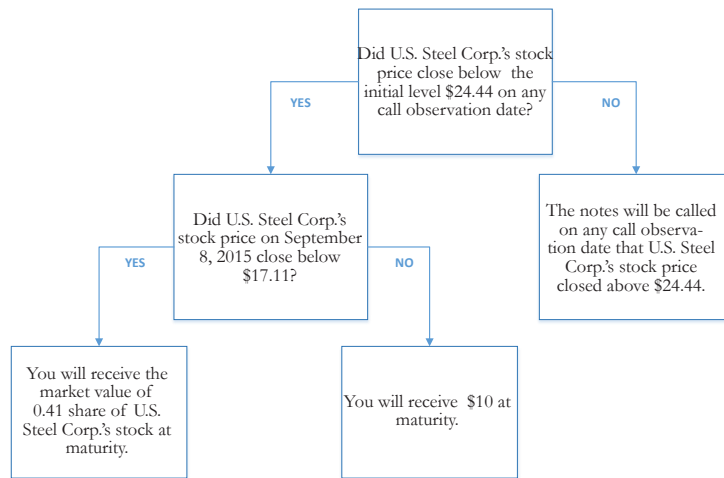 Did U.S. Steel Corp.'s stock
price close below the
initial level $24.44 on any
call observation date?
YES
NO
Did U.S. Steel Corp.'s
stock price on September
8, 2015 close below
$17.11?
The notes will be called
on any call observa-
tion date that U.S. Steel
Corp.'s stock price
closed above $24.44.
YES
NO
You will receive the
market value of
0.41 share of U.S.
Steel Corp.'s stock at
maturity.
You will receive $10 at
maturity.